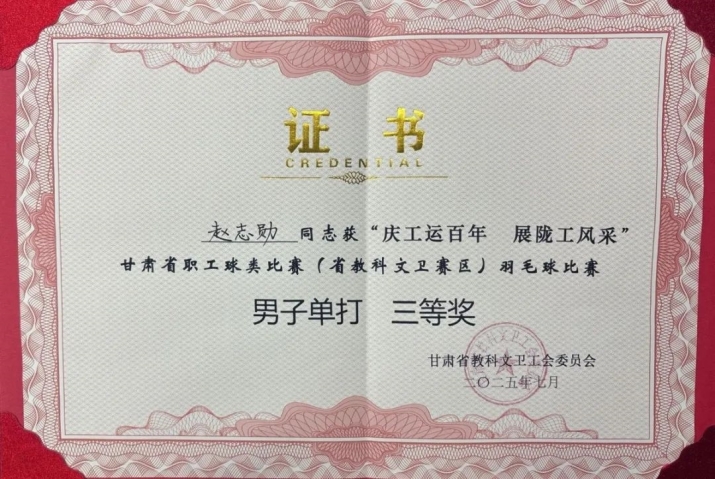 证 书
CREDENTIAL
赵志勋 同志获“庆工运百年 展陇工风采”
甘肃省职工球类比赛（省教科文卫赛区）羽毛球比赛
男子单打 三等奖
甘肃省教科文卫工会委员会
二〇二五年七月